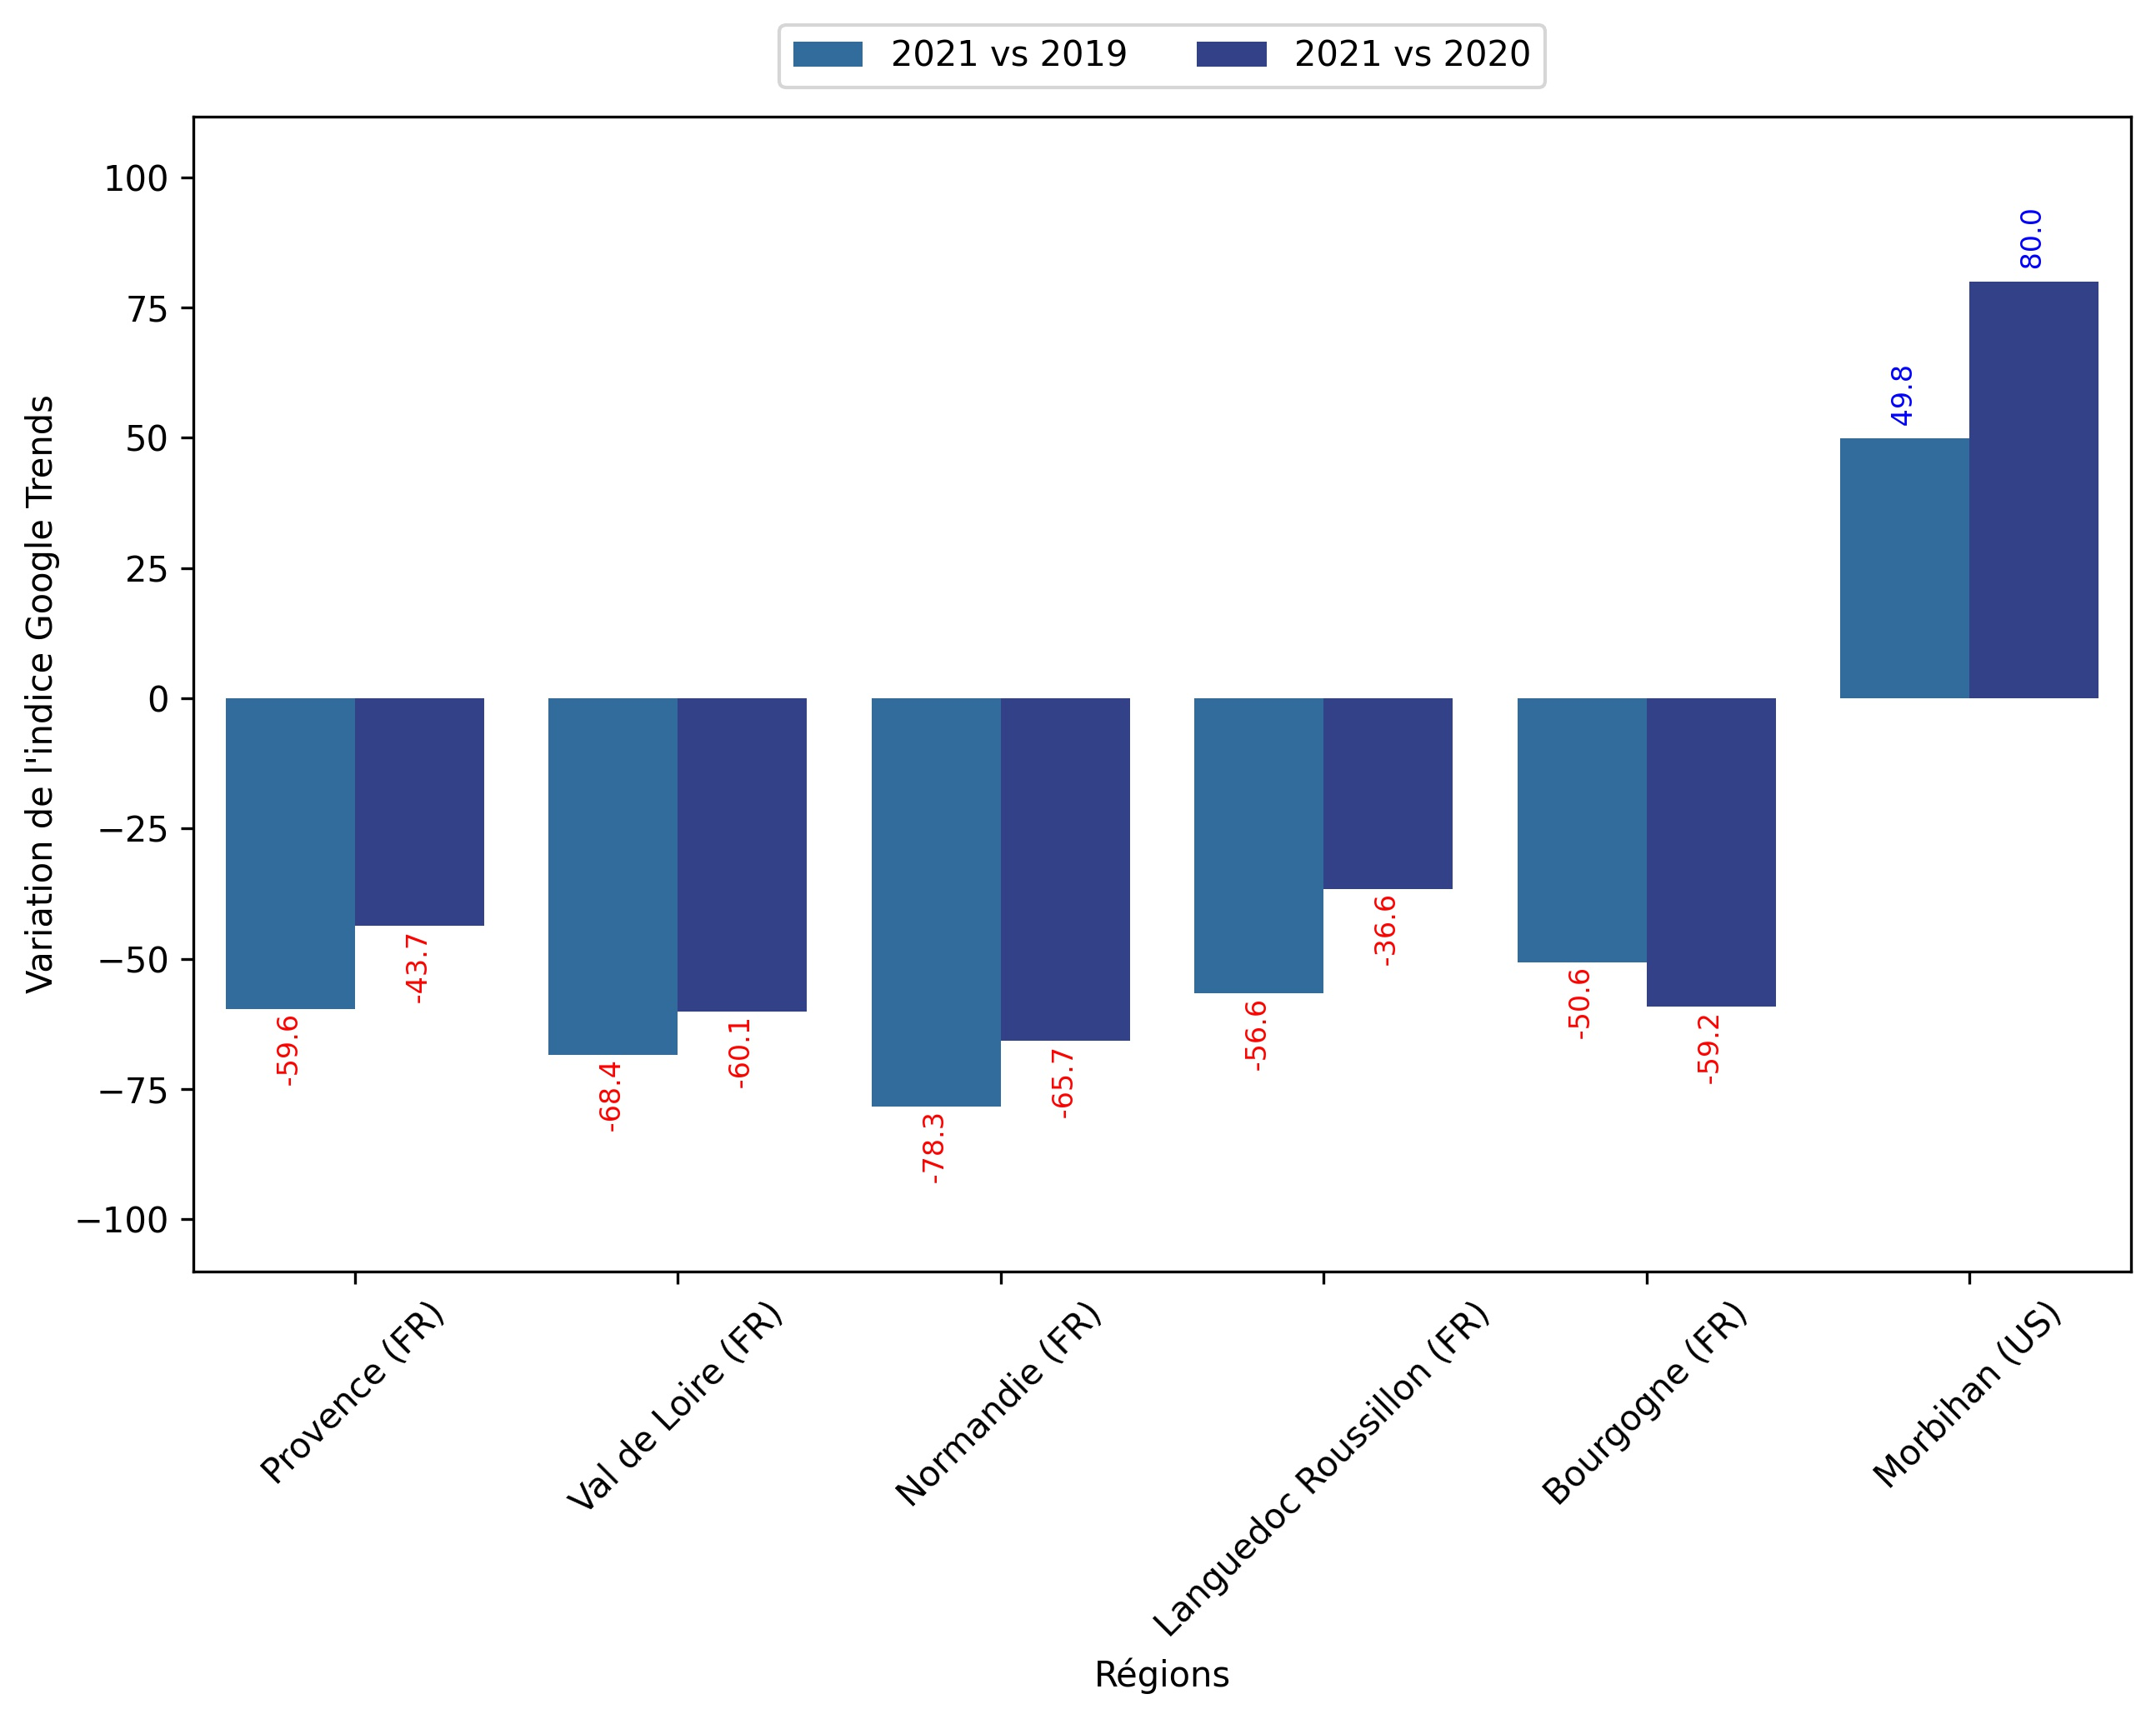 2021 vs 2019
2021 vs 2020
Variation de l'indice Google Trends
100
75
50
25
0
−25
−50
−75
−100
-59.6
-43.7
-68.4
-60.1
-78.3
-65.7
-56.6
-36.6
-50.6
-59.2
49.8
80.0
Provence (FR)
Val de Loire (FR)
Normandie (FR)
Languedoc Roussillon (FR)
Bourgogne (FR)
Morbihan (US)
Régions